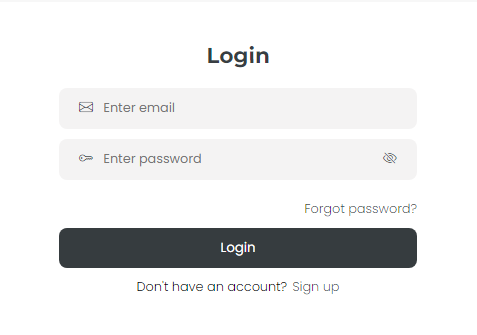 Login
Enter email
Enter password
Forgot password?
Login
Don't have an account? Sign up